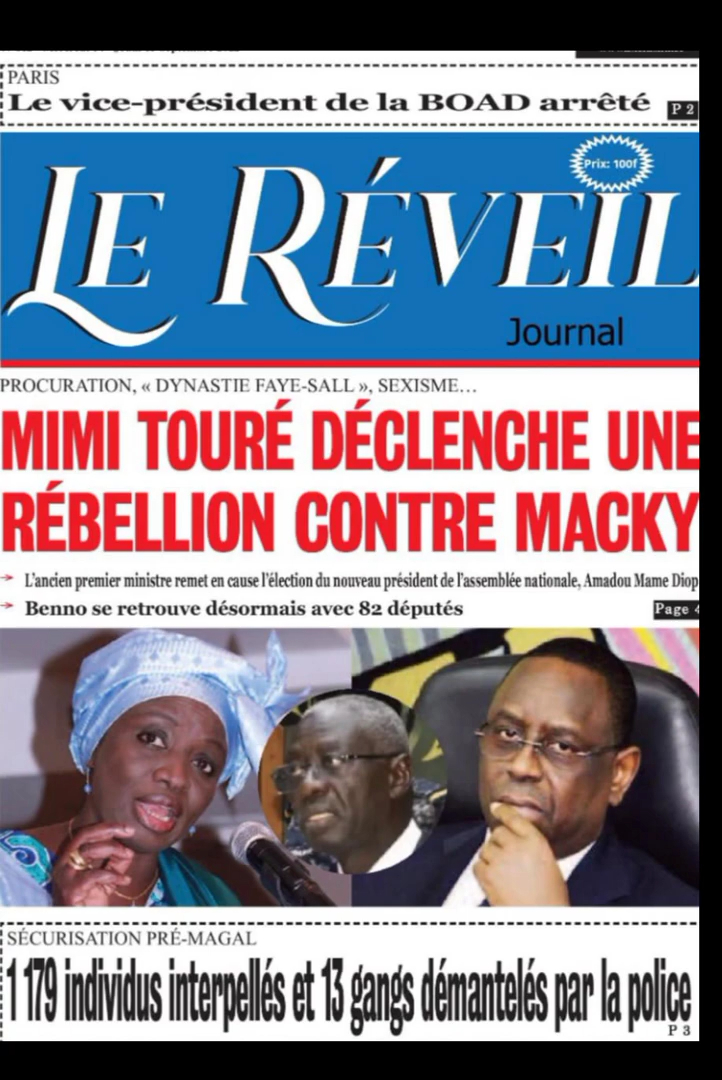 PARIS
Le vice-président de la BOAD arrêté
P 2
Prix: 100f
LE RÉVEIL
Journal
PROCURATION, « DYNASTIE FAYE-SALL », SEXISME…
MIMI TOURÉ DÉCLENCHE UNE
RÉBELLION CONTRE MACKY
L'ancien premier ministre remet en cause l'élection du nouveau président de l'assemblée nationale, Amadou Mame Diop
Benno se retrouve désormais avec 82 députés
Page 4
SÉCURISATION PRÉ-MAGAL
1 179 individus interpellés et 13 gangs démantelés par la police
P 3